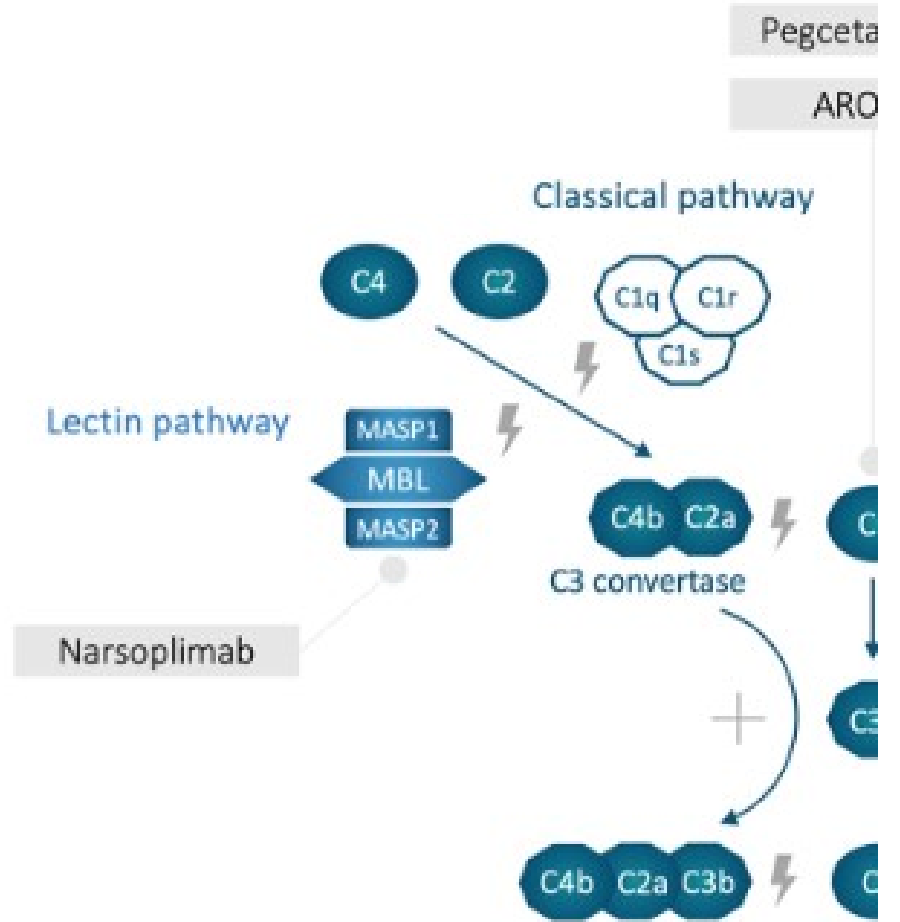 Pegceta
ARO
Classical pathway
C4
C2
C1q
C1r
C1s
Lectin pathway
MASP1
MBL
MASP2
C4b
C2a
C
C3 convertase
Narsoplimab
C3
C4b
C2a
C3b
C